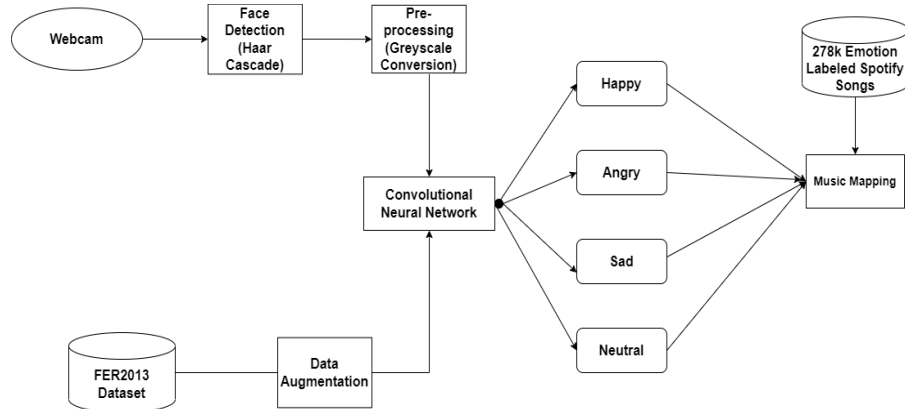 Webcam
Face
Detection
(Haar
Cascade)
Pre-
processing
(Greyscale
Conversion)
278k Emotion
Labeled Spotify
Songs
Happy
Angry
Sad
Neutral
Convolutional
Neural Network
Music Mapping
FER2013
Dataset
Data
Augmentation